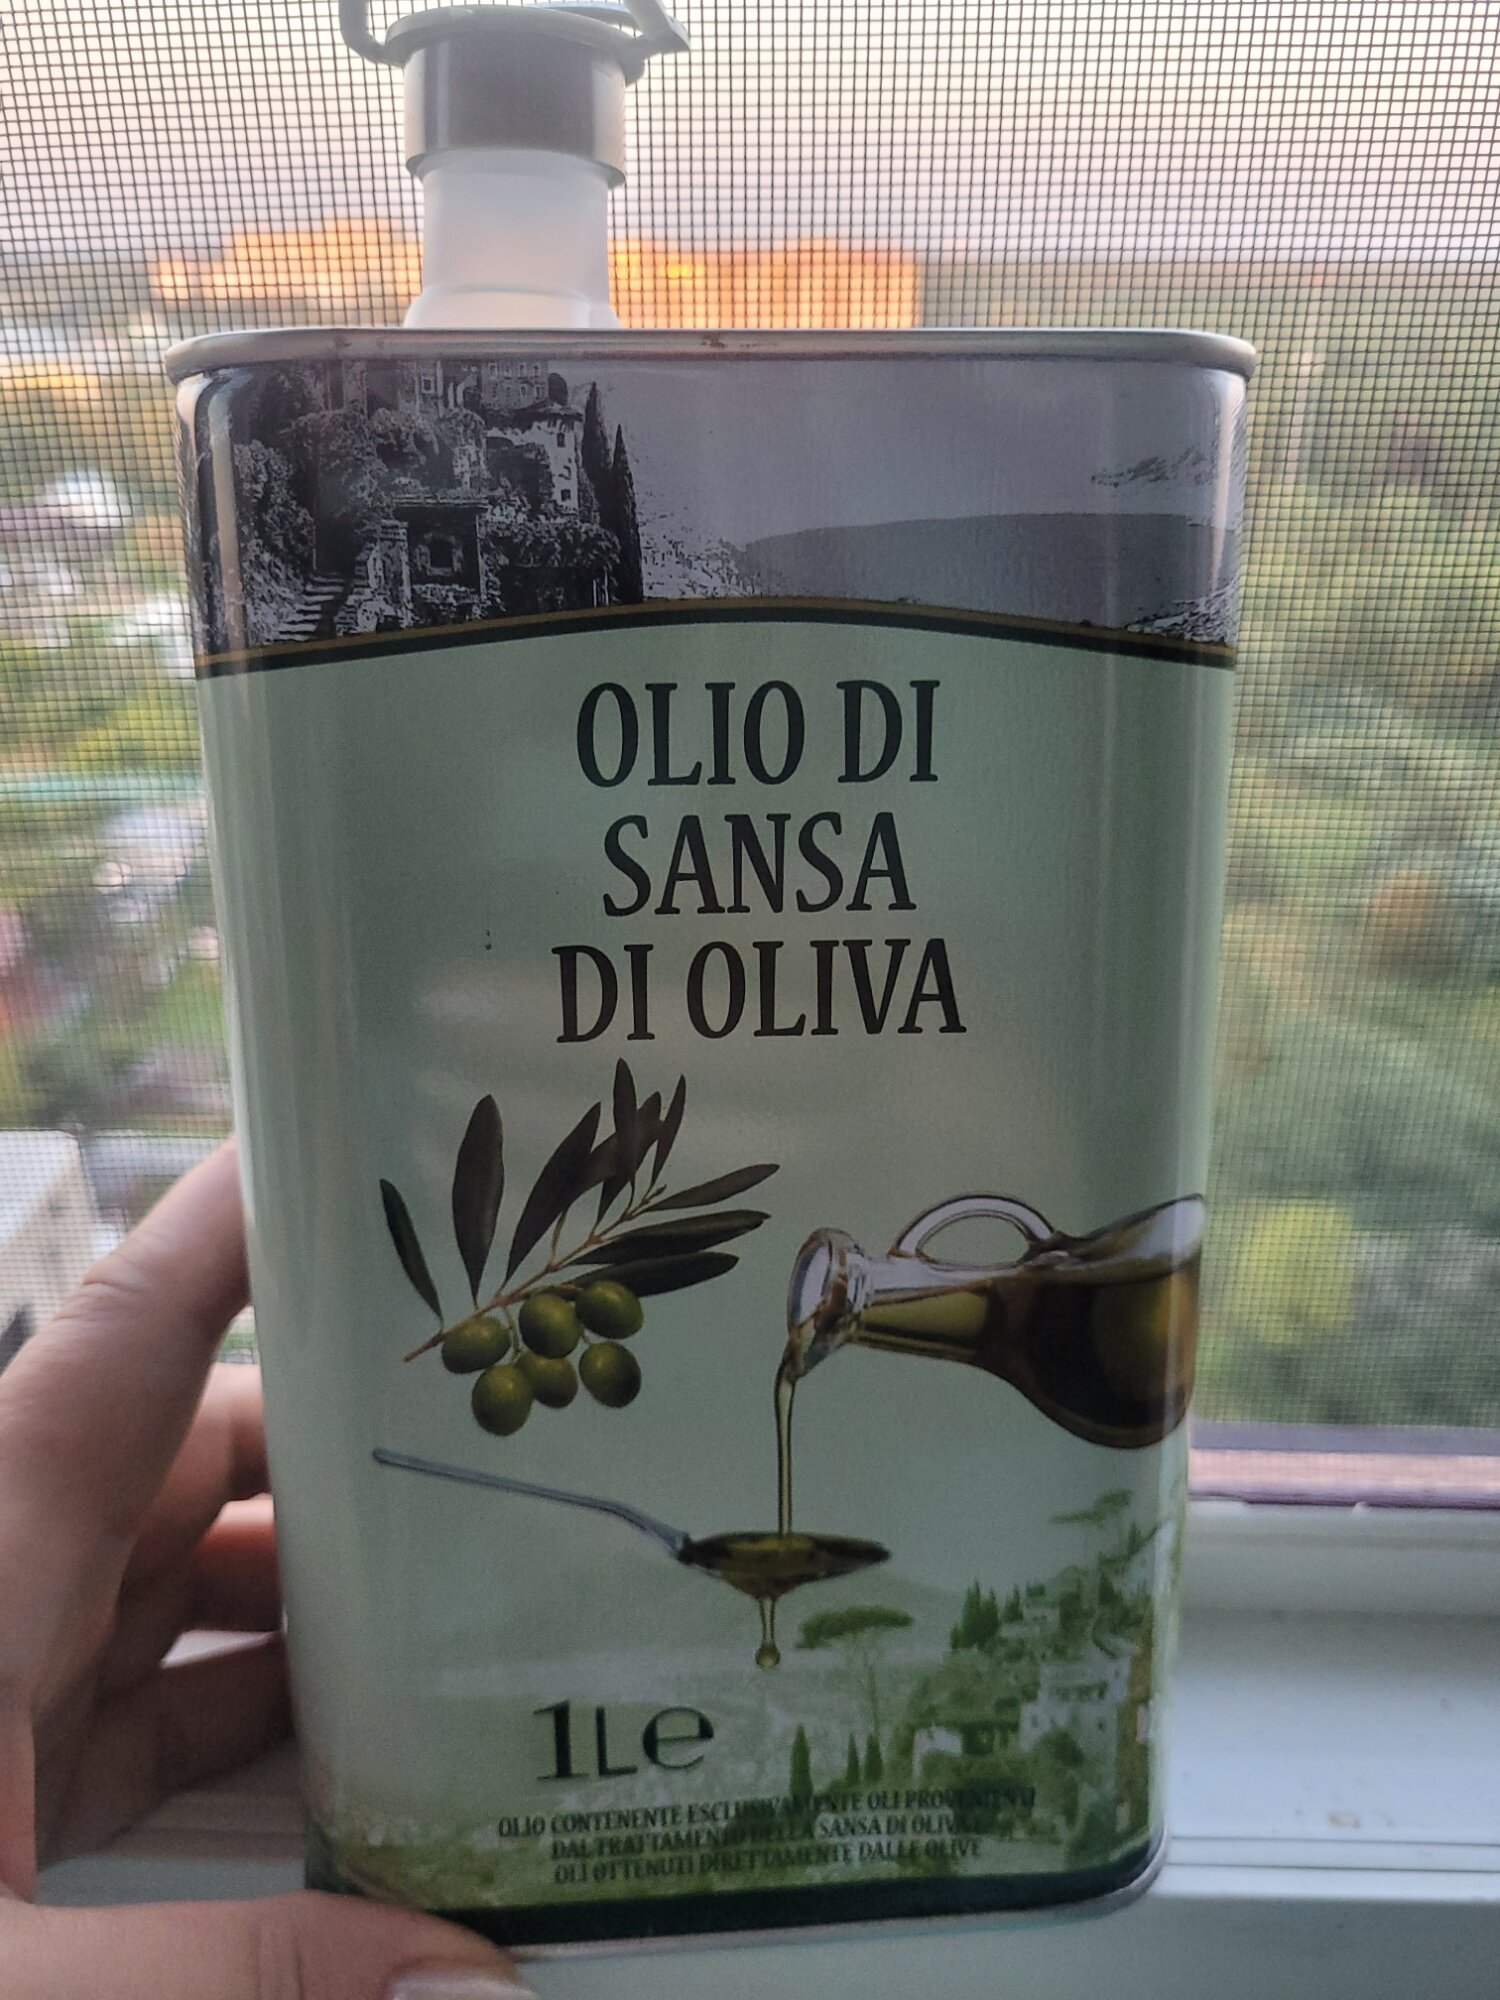 OLIO DI
SANSA
DI OLIVA
1L e
OLIO CONTENENTE ESCLUSIVAMENTE OLI PROVENIENTI
DAL TRATTAMENTO DELLA SANSA DI OLIVA E
OLI OTTENUTI DIRETTAMENTE DALLE OLIVE